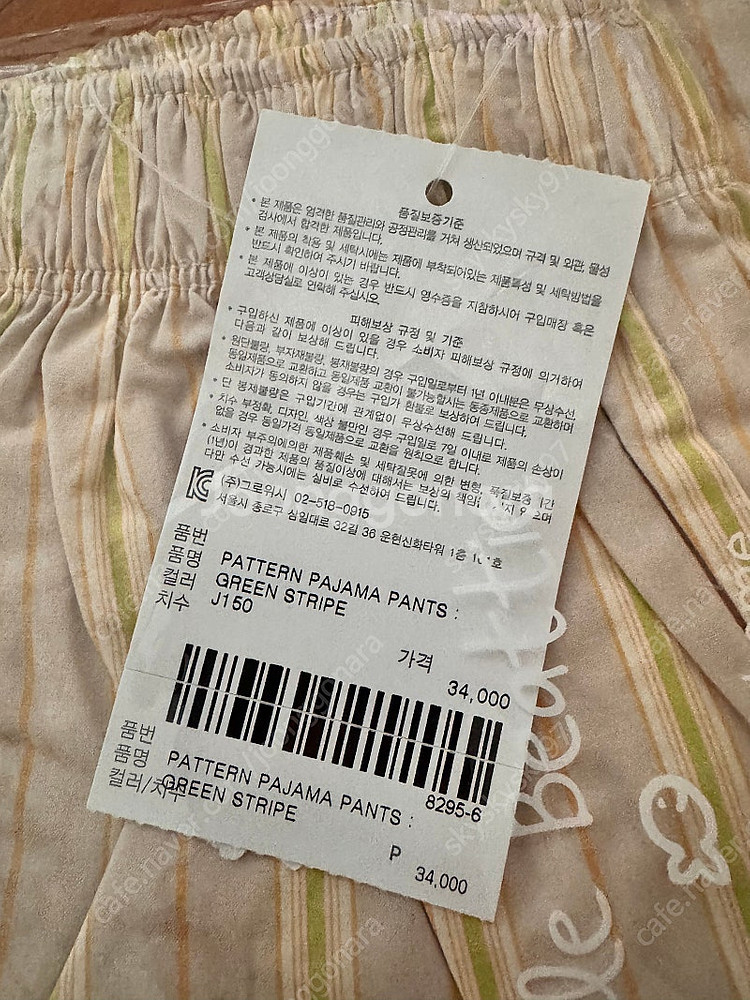 품질보증기준
* 본 제품은 엄격한 품질관리와 공정관리를 거쳐 생산되었으며 규격 및 외관, 물성
검사에서 합격한 제품입니다.
* 본 제품의 착용 및 세탁시에는 제품에 부착되어있는 제품특성 및 세탁방법을
반드시 확인하여 주시기 바랍니다.
* 본 제품에 이상이 있는 경우 반드시 영수증을 지참하시어 구입매장 혹은
고객상담실로 연락해 주십시오.
피해보상 규정 및 기준
* 구입하신 제품에 이상이 있을 경우 소비자 피해보상 규정에 의거하여
다음과 같이 보상해 드립니다.
* 원단불량, 부자재불량, 봉재불량의 경우 구입일로부터 1년 이내분은 무상수선,
동일제품으로 교환하고 동일제품 교환이 불가능할시는 동종제품으로 교환하며
소비자가 동의하지 않을 경우는 구입가 환불로 보상하여 드립니다.
* 단 봉제불량은 구입기간에 관계없이 무상수선해 드립니다.
* 치수 부정확, 디자인, 색상 불만인 경우 구입일로 7일 이내로 제품의 손상이
없을 경우 동일가격 동일제품으로 교환을 원칙으로 합니다.
* 소비자 부주의에의한 제품훼손 및 세탁잘못에 의한 변형, 품질보증기간
(1년)이 경과한 제품의 품질이상에 대해서는 보상의 책임
다만 수선 가능시에는 실비로 수선하여 드립니다.
(주)그로위시 02-518-0915
서울시 종로구 삼일대로 32길 36 운현신화타워 1층
품번
품명 PATTERN PAJAMA PANTS :
컬러 GREEN STRIPE
치수 J150
가격 34,000
8295-6
품번
품명 PATTERN PAJAMA PANTS :
컬러/치수 GREEN STRIPE
P 34,000